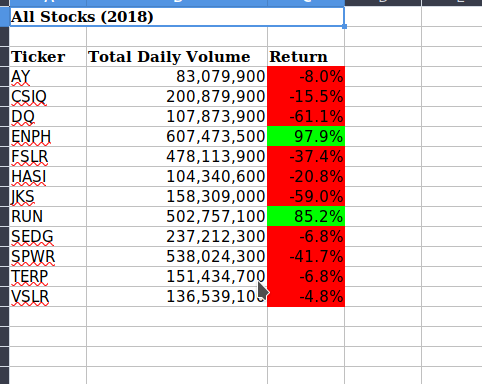 All Stocks (2018)
Ticker Total Daily Volume Return
AY 83,079,900 -8.0%
CSIQ 200,879,900 -15.5%
DQ 107,873,900 -61.1%
ENPH 607,473,500 97.9%
FSLR 478,113,900 -37.4%
HASI 104,340,600 -20.8%
JKS 158,309,000 -59.0%
RUN 502,757,100 85.2%
SEDG 237,212,300 -6.8%
SPWR 538,024,300 -41.7%
TERP 151,434,700 -6.8%
VSLR -4.8%